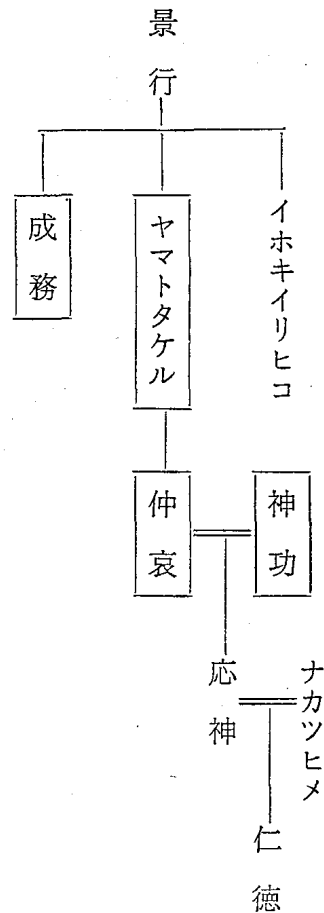 景行
イホキイリヒコ
ヤマトタケル
成務
神功
仲哀
ナカツヒメ
応神
仁徳